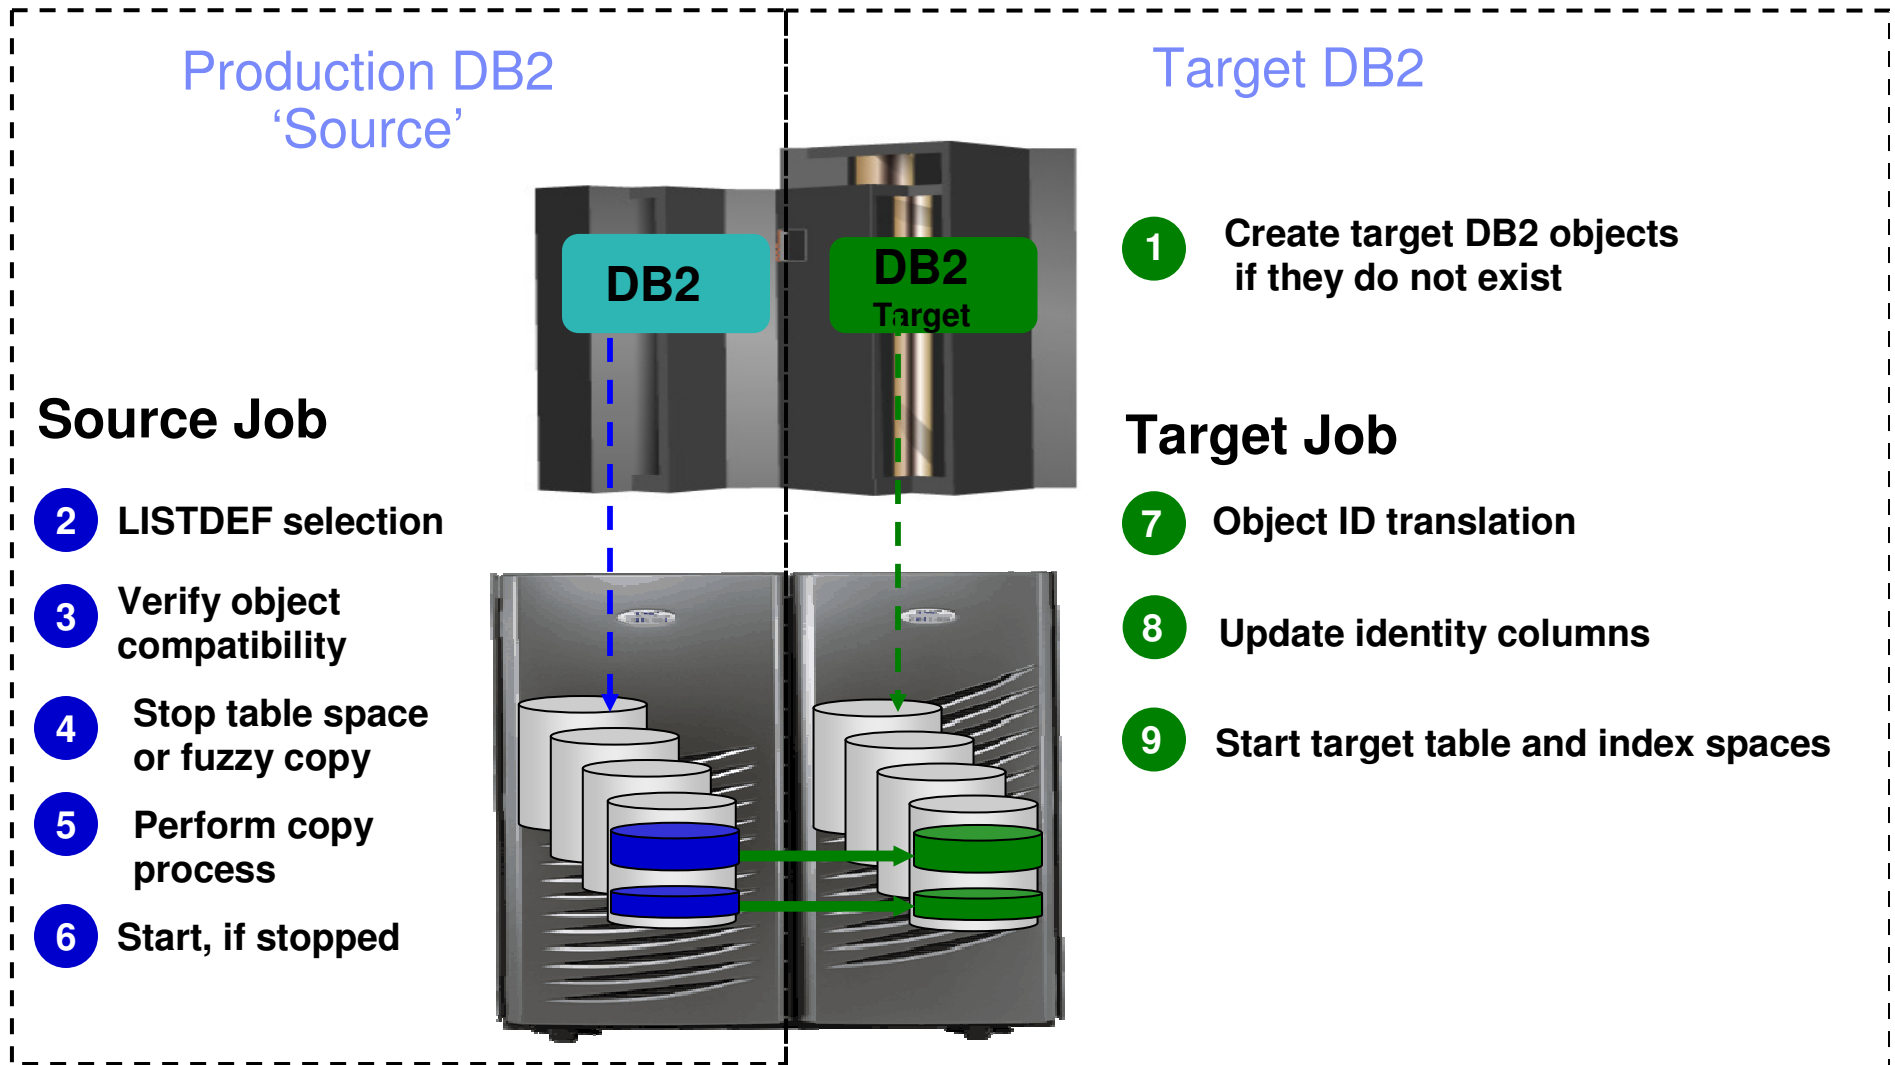 Production DB2
‘Source’
Target DB2
DB2
DB2
Target
1
Create target DB2 objects
if they do not exist
Source Job
2
LISTDEF selection
3
Verify object
compatibility
4
Stop table space
or fuzzy copy
5
Perform copy
process
6
Start, if stopped
Target Job
7
Object ID translation
8
Update identity columns
9
Start target table and index spaces